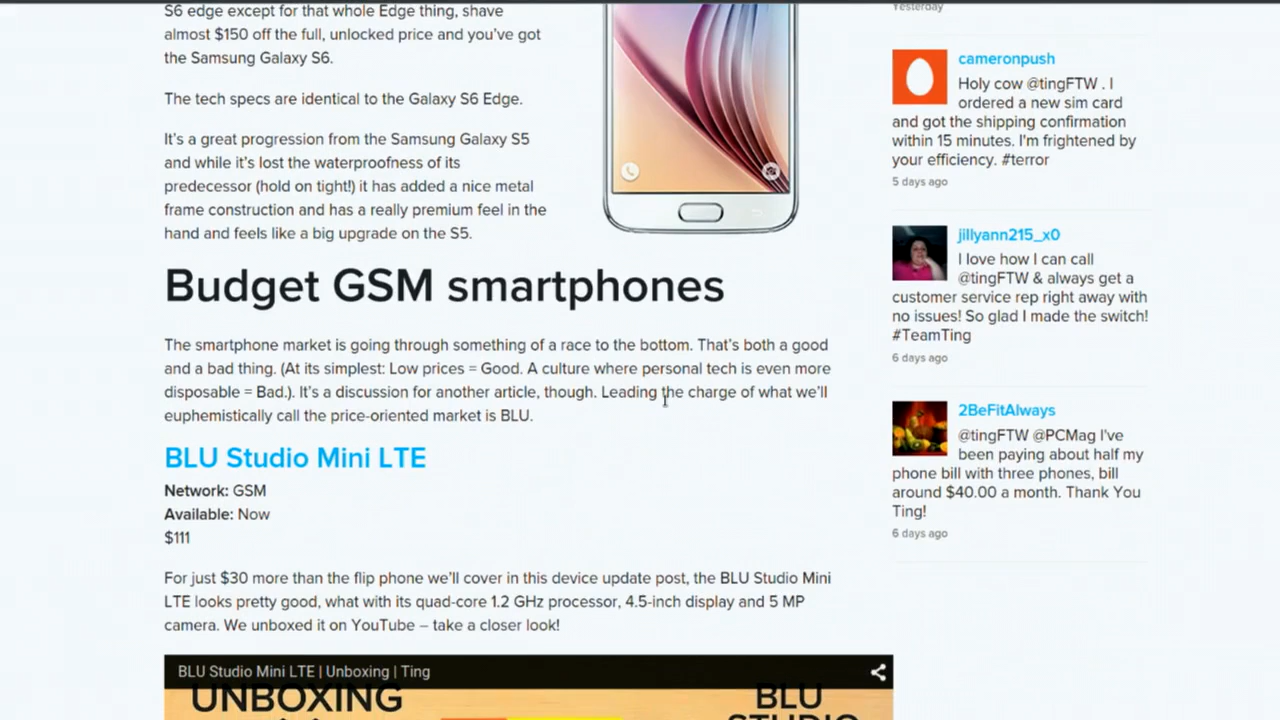 S6 edge except for that whole Edge thing, shave
almost $150 off the full, unlocked price and you've got
the Samsung Galaxy S6.
The tech specs are identical to the Galaxy S6 Edge.
It's a great progression from the Samsung Galaxy S5
and while it's lost the waterproofness of its
predecessor (hold on tight!) it has added a nice metal
frame construction and has a really premium feel in the
hand and feels like a big upgrade on the S5.
Budget GSM smartphones
The smartphone market is going through something of a race to the bottom. That's both a good
and a bad thing. (At its simplest: Low prices = Good. A culture where personal tech is even more
disposable = Bad.). It's a discussion for another article, though. Leading the charge of what we'll
euphemistically call the price-oriented market is BLU.
BLU Studio Mini LTE
Network: GSM
Available: Now
$111
For just $30 more than the flip phone we'll cover in this device update post, the BLU Studio Mini
LTE looks pretty good, what with its quad-core 1.2 GHz processor, 4.5-inch display and 5 MP
camera. We unboxed it on YouTube – take a closer look!
BLU Studio Mini LTE | Unboxing | Ting
UNBOXING
BLU
STUDIO
Yesterday
cameronpush
Holy cow @tingFTW . I
ordered a new sim card
and got the shipping confirmation
within 15 minutes. I'm frightened by
your efficiency. #terror
5 days ago
jillyann215_x0
I love how I can call
@tingFTW & always get a
customer service rep right away with
no issues! So glad I made the switch!
#TeamTing
6 days ago
2BeFitAlways
@tingFTW @PCMag I've
been paying about half my
phone bill with three phones, bill
around $40.00 a month. Thank You
Ting!
6 days ago